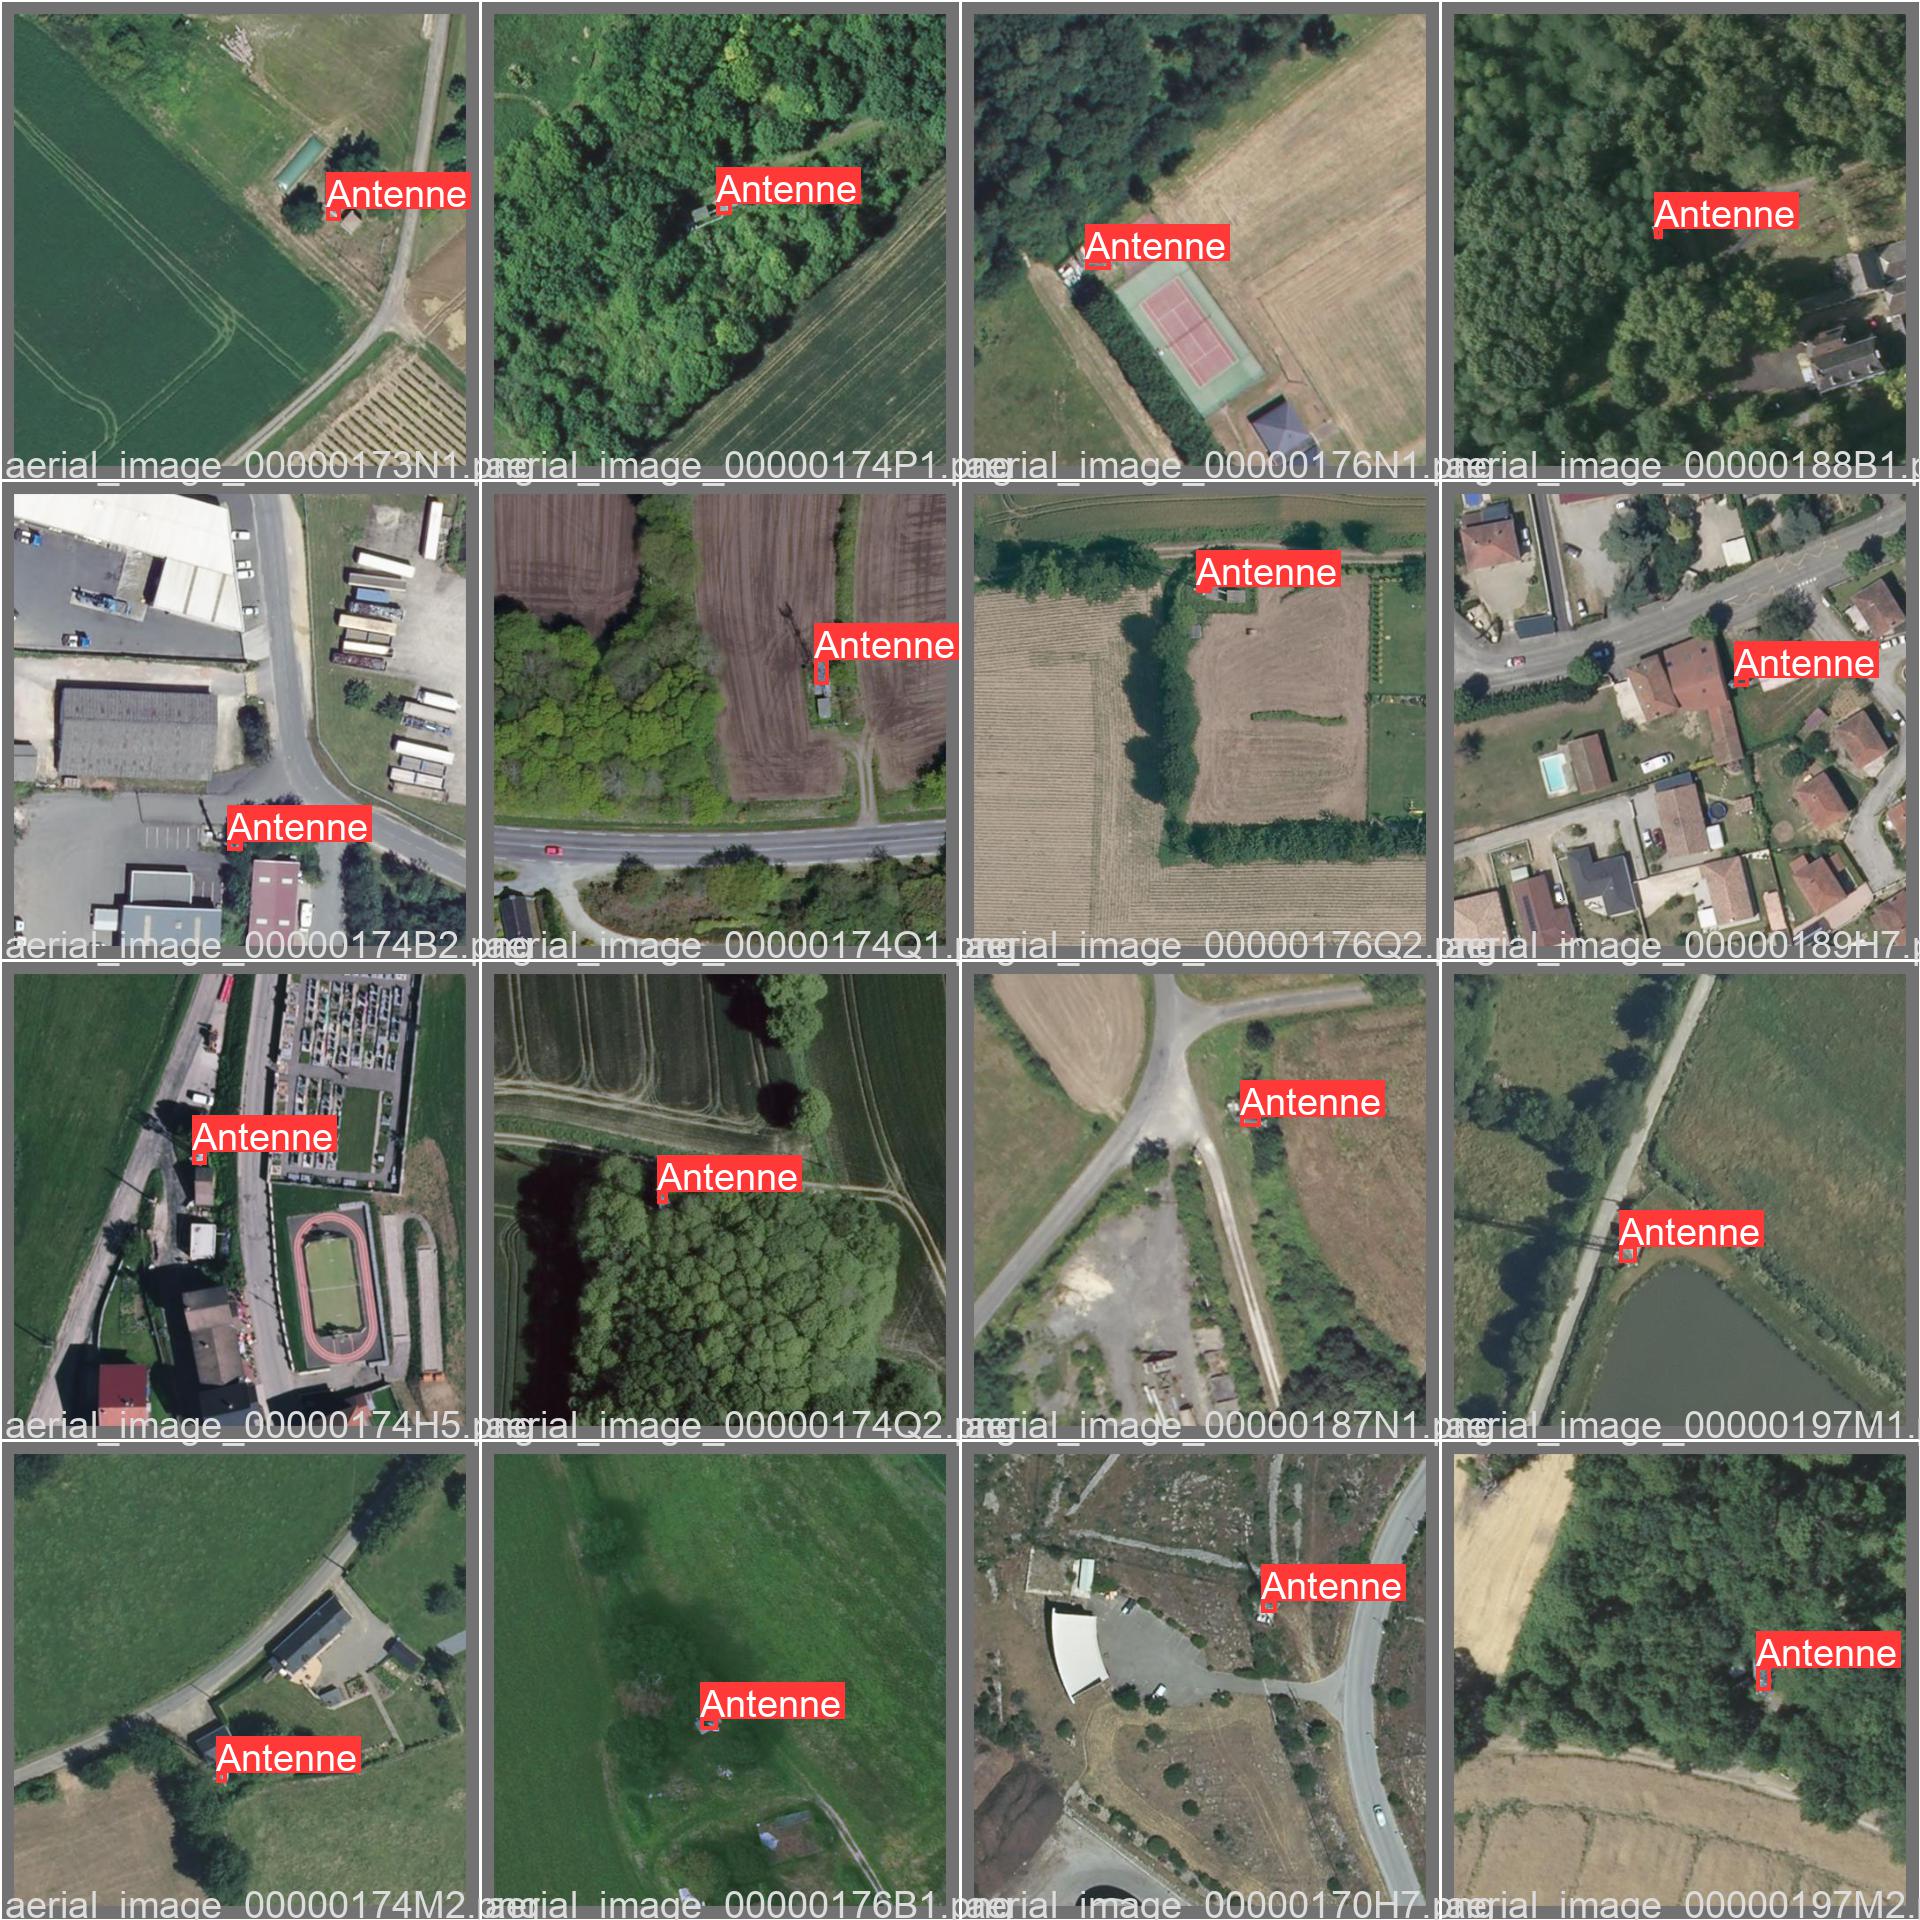 Antenne
Antenne
Antenne
Antenne
aerial_image_00000173N1.png
aerial_image_00000174P1.png
aerial_image_00000176N1.png
aerial_image_00000188B1.p
Antenne
Antenne
Antenne
Antenne
aerial_image_00000174B2.png
aerial_image_00000174Q1.png
aerial_image_00000176Q2.png
aerial_image_00000189H7.p
Antenne
Antenne
Antenne
Antenne
aerial_image_00000174H5.png
aerial_image_00000174Q2.png
aerial_image_00000187N1.png
aerial_image_00000197M1.
Antenne
Antenne
Antenne
Antenne
aerial_image_00000174M2.png
aerial_image_00000176B1.png
aerial_image_00000170H7.png
aerial_image_00000197M2.